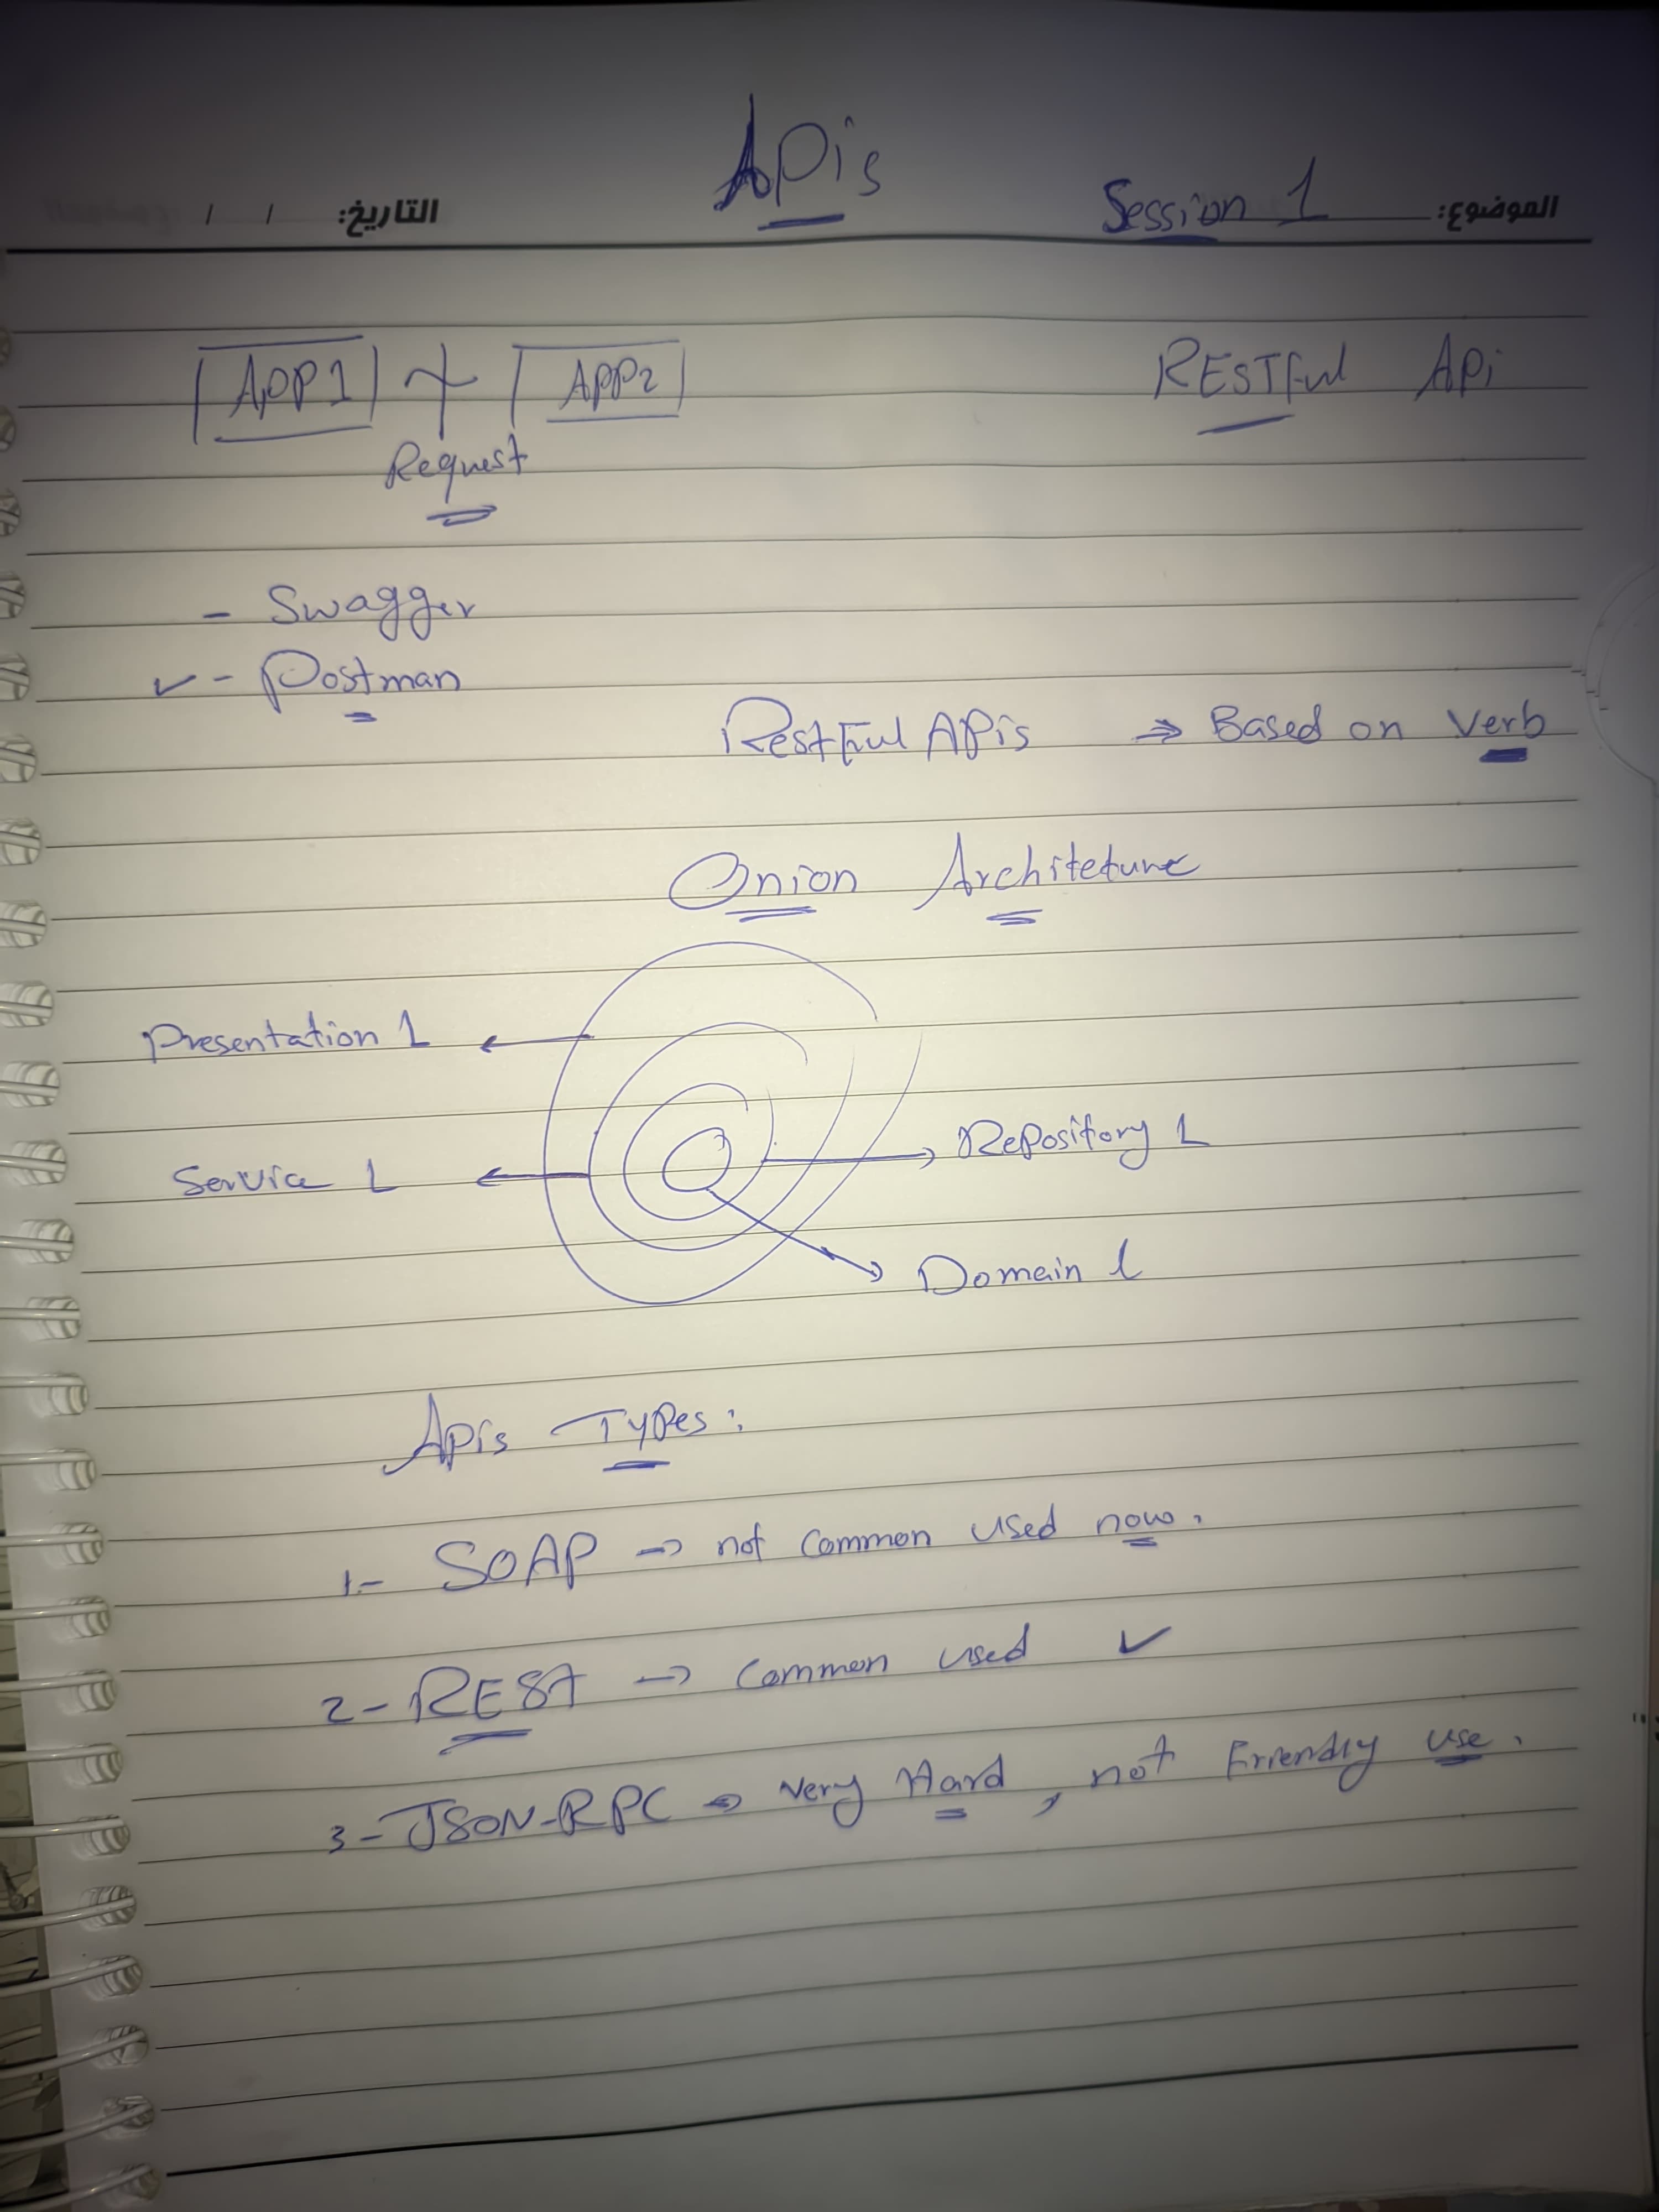 APis
الموضوع: Session 1
التاريخ: / /
APP1 APP2
Request
RESTful APi
- Swagger
✓ - Postman
RestFul APis ⇒ Based on Verb
Onion Architeture
Presentation L
Service L
Repository L
Domain l
Apis Types:
1- SOAP → not Common used now.
2- REST → Common used ✓
3- JSON-RPC → Very Hard, not Friendly use.